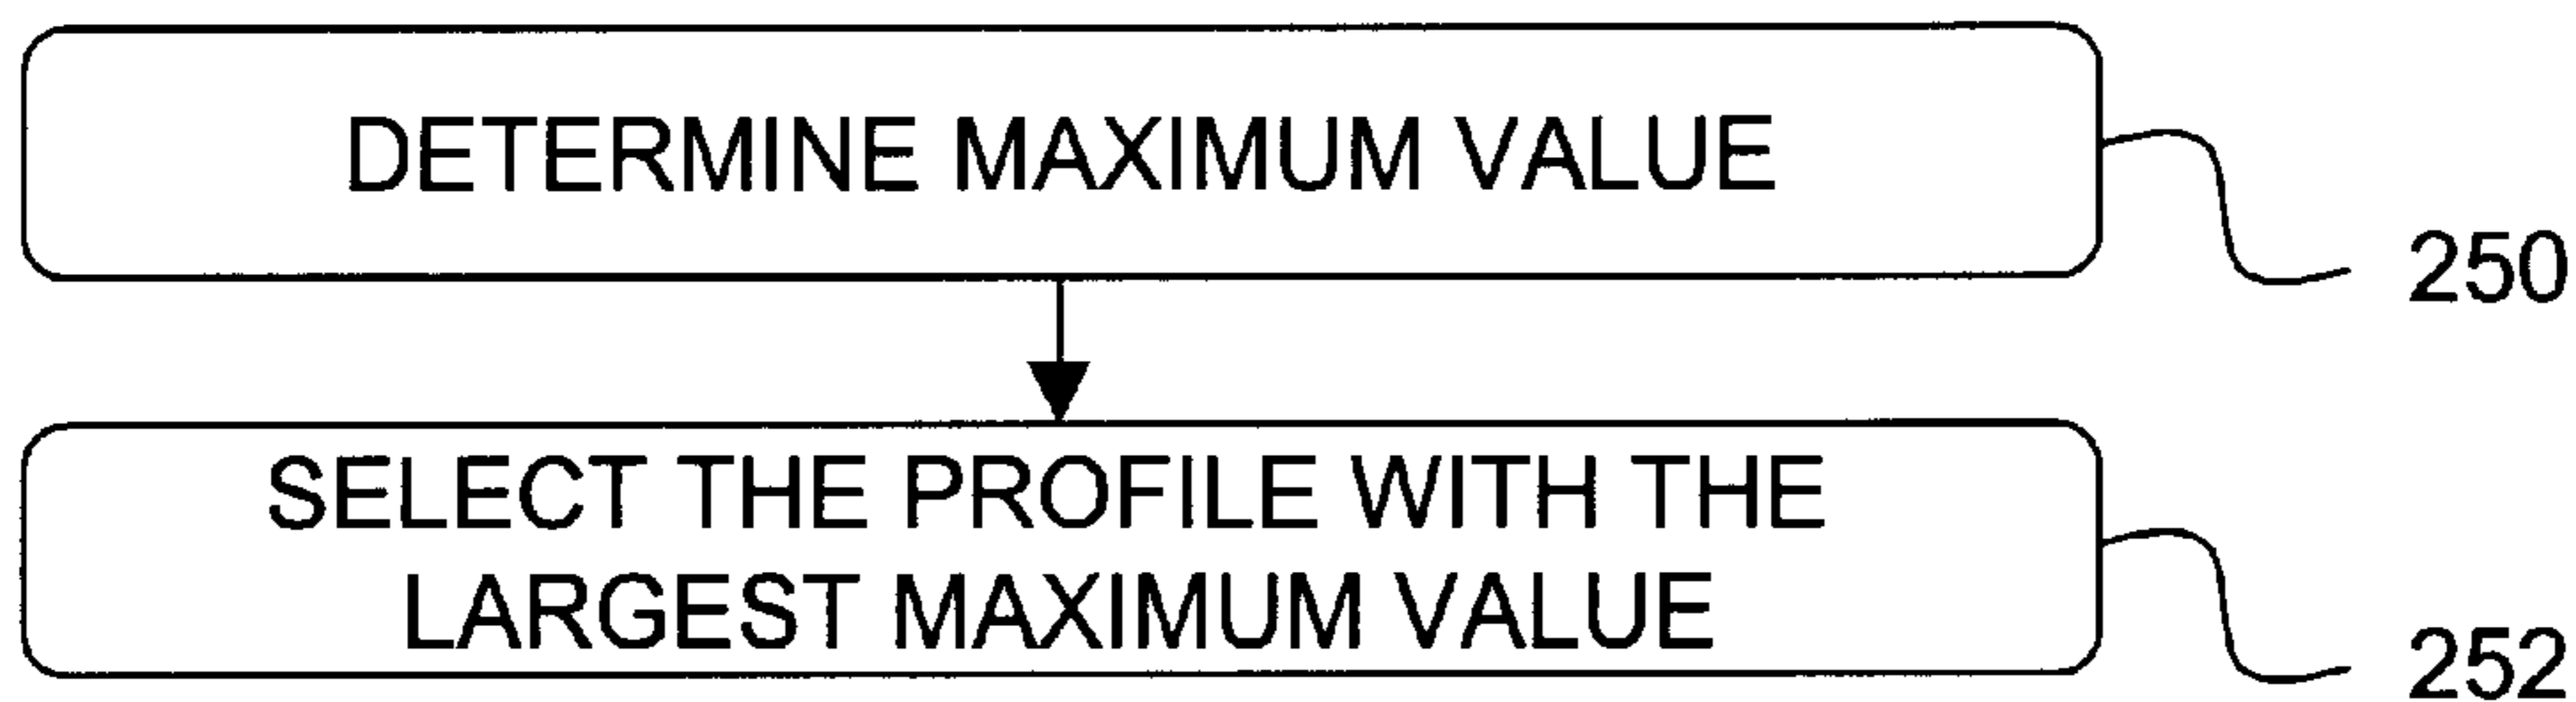 DETERMINE MAXIMUM VALUE
250
SELECT THE PROFILE WITH THE
LARGEST MAXIMUM VALUE
252